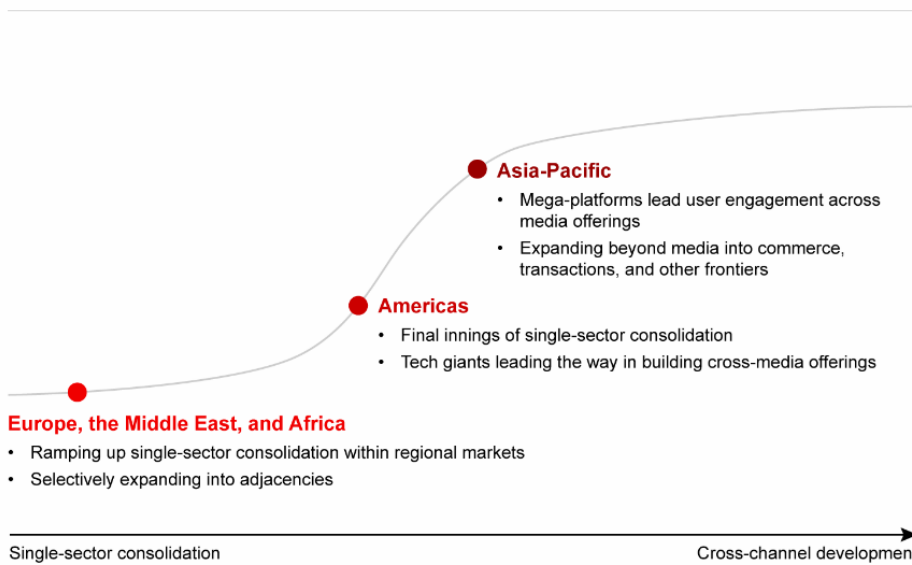 Asia-Pacific
• Mega-platforms lead user engagement across
media offerings
• Expanding beyond media into commerce,
transactions, and other frontiers
Americas
• Final innings of single-sector consolidation
• Tech giants leading the way in building cross-media offerings
Europe, the Middle East, and Africa
• Ramping up single-sector consolidation within regional markets
• Selectively expanding into adjacencies
Single-sector consolidation
Cross-channel development